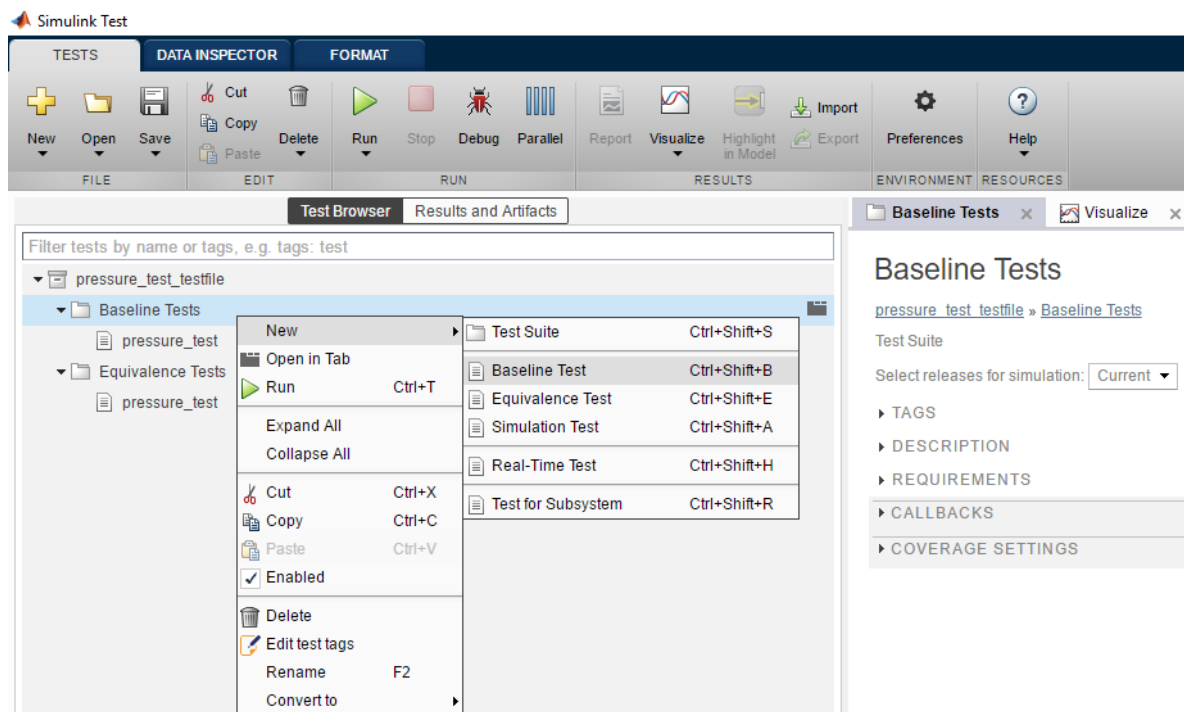 Simulink Test
TESTS DATA INSPECTOR FORMAT
New Open Save Cut Copy Paste Delete Run Stop Debug Parallel Report Visualize Highlight in Model Import Export Preferences Help
FILE EDIT RUN RESULTS ENVIRONMENT RESOURCES
Test Browser Results and Artifacts
Filter tests by name or tags, e.g. tags: test
pressure_test_testfile
Baseline Tests
pressure_test
Equivalence Tests
pressure_test
New
Open in Tab
Run Ctrl+T
Expand All
Collapse All
Cut Ctrl+X
Copy Ctrl+C
Paste Ctrl+V
Enabled
Delete
Edit test tags
Rename F2
Convert to
Test Suite Ctrl+Shift+S
Baseline Test Ctrl+Shift+B
Equivalence Test Ctrl+Shift+E
Simulation Test Ctrl+Shift+A
Real-Time Test Ctrl+Shift+H
Test for Subsystem Ctrl+Shift+R
Baseline Tests Visualize
Baseline Tests
pressure_test_testfile » Baseline Tests
Test Suite
Select releases for simulation: Current
TAGS
DESCRIPTION
REQUIREMENTS
CALLBACKS
COVERAGE SETTINGS